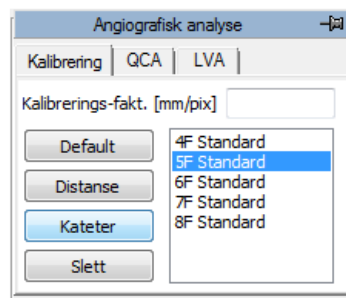 Angiografisk analyse
Kalibrering QCA LVA
Kalibrerings-fakt. [mm/pix]
Default
Distanse
Kateter
Slett
4F Standard
5F Standard
6F Standard
7F Standard
8F Standard